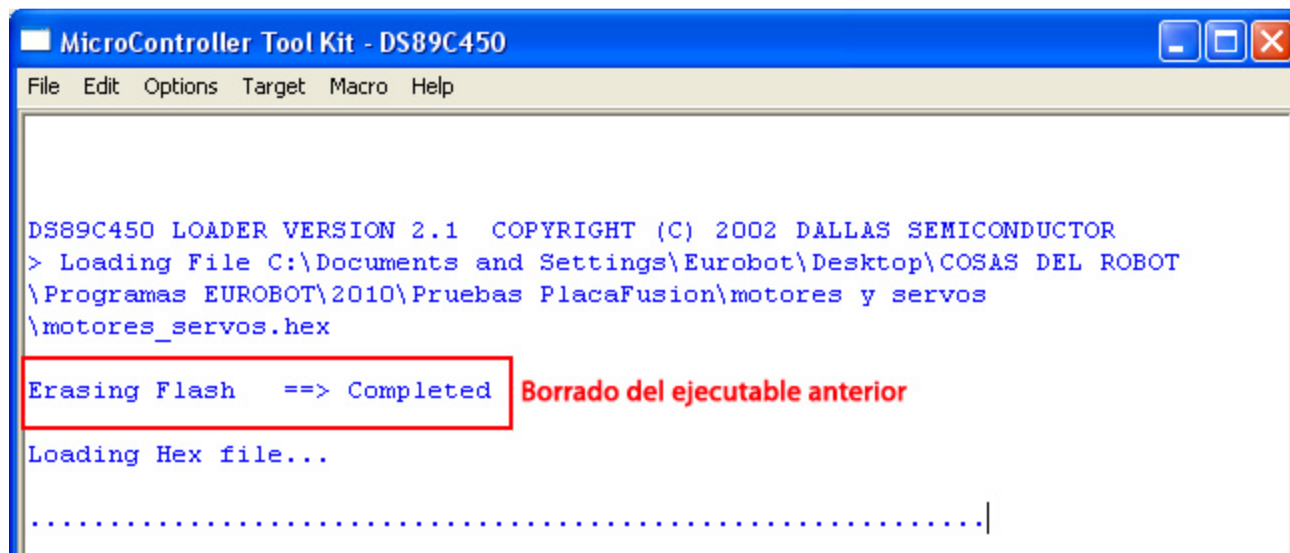 MicroController Tool Kit - DS89C450
File Edit Options Target Macro Help
DS89C450 LOADER VERSION 2.1  COPYRIGHT (C) 2002 DALLAS SEMICONDUCTOR
> Loading File C:\Documents and Settings\Eurobot\Desktop\COSAS DEL ROBOT
\Programas EUROBOT\2010\Pruebas PlacaFusion\motores y servos
\motores_servos.hex
Erasing Flash   ==> Completed Borrado del ejecutable anterior
Loading Hex file...
.............................................................